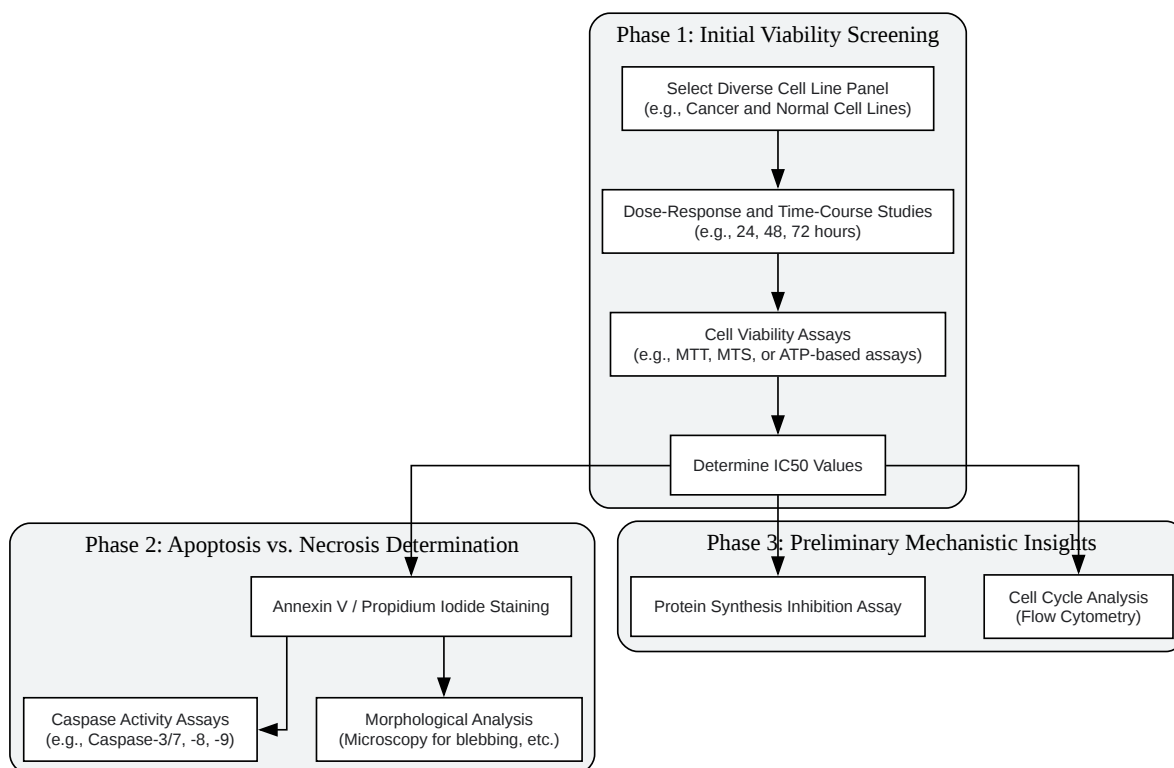 Phase 1: Initial Viability Screening
Select Diverse Cell Line Panel
(e.g., Cancer and Normal Cell Lines)
Dose-Response and Time-Course Studies
(e.g., 24, 48, 72 hours)
Cell Viability Assays
(e.g., MTT, MTS, or ATP-based assays)
Determine IC50 Values
Phase 2: Apoptosis vs. Necrosis Determination
Annexin V / Propidium Iodide Staining
Caspase Activity Assays
(e.g., Caspase-3/7, -8, -9)
Morphological Analysis
(Microscopy for blebbing, etc.)
Phase 3: Preliminary Mechanistic Insights
Protein Synthesis Inhibition Assay
Cell Cycle Analysis
(Flow Cytometry)